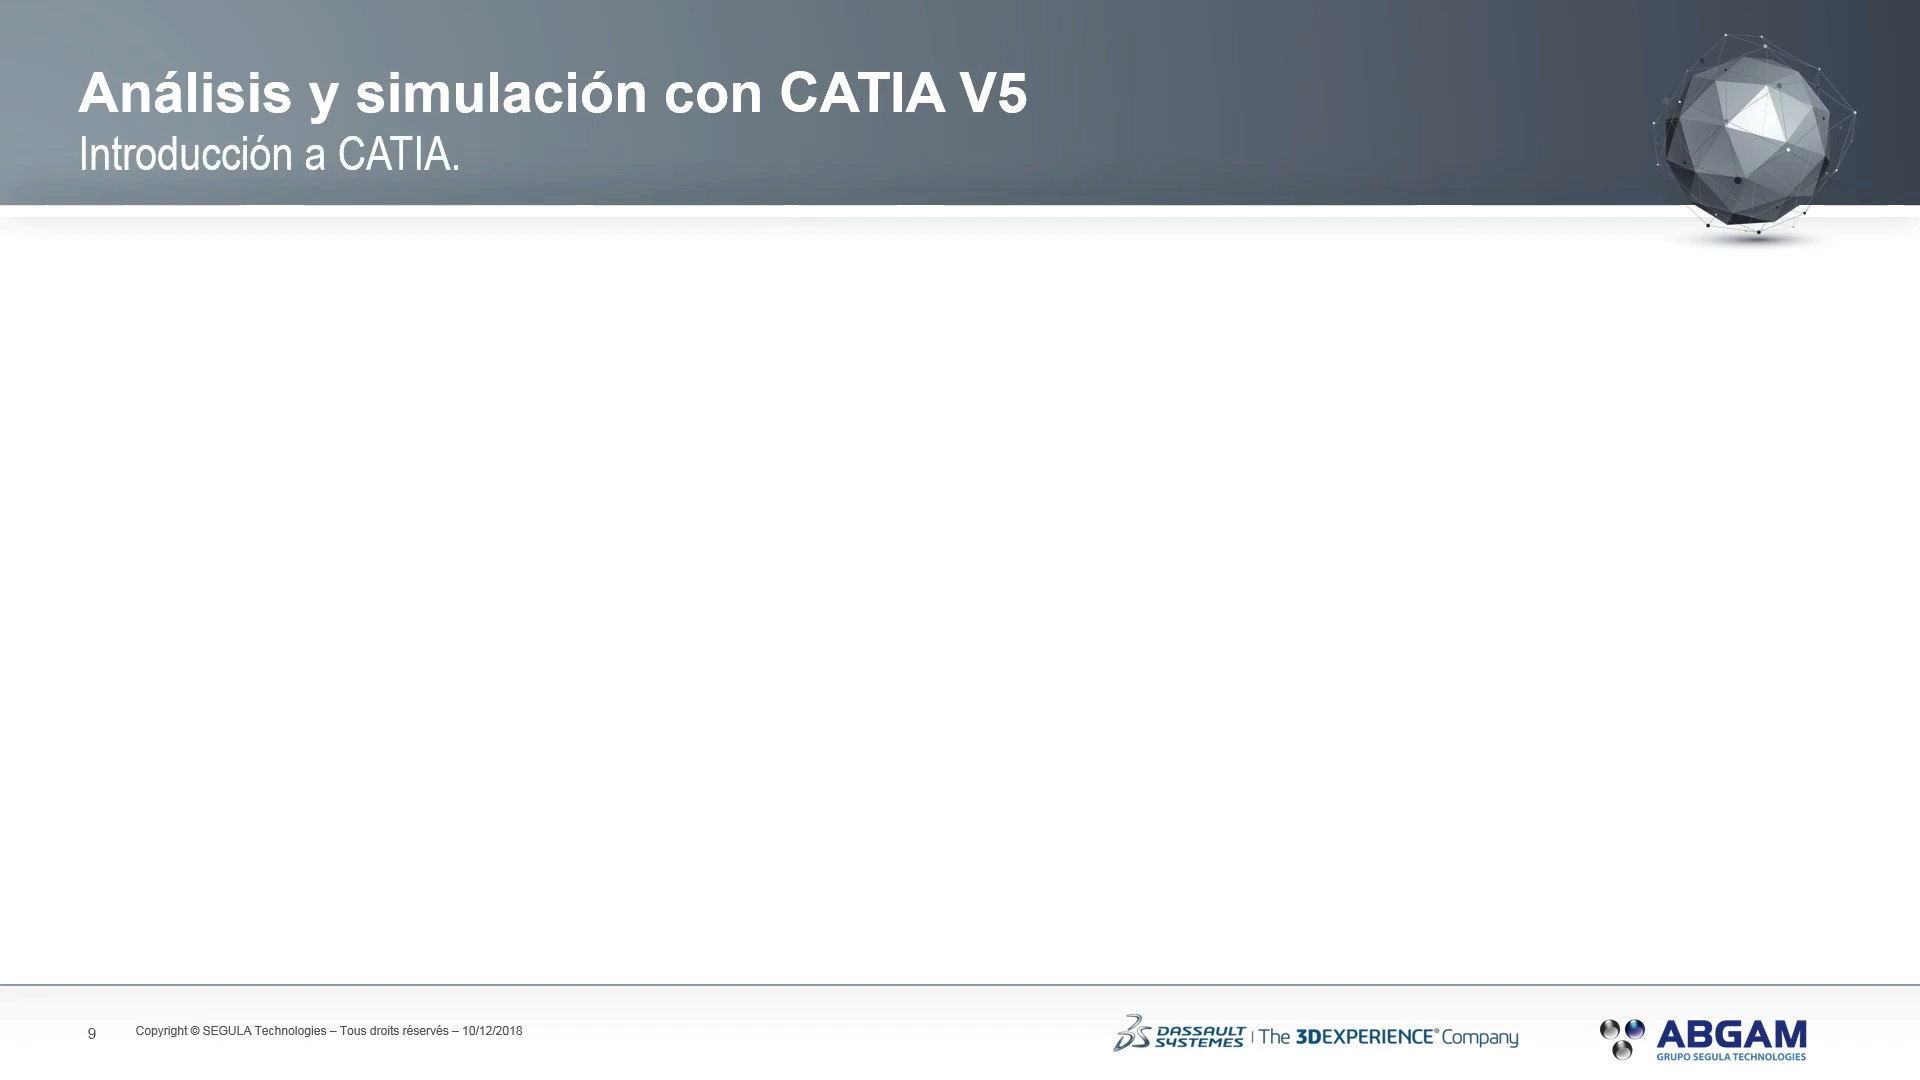 Análisis y simulación con CATIA V5
Introducción a CATIA.
9
Copyright © SEGULA Technologies – Tous droits réservés – 10/12/2018
DASSAULT SYSTEMES | The 3DEXPERIENCE® Company
ABGAM
GRUPO SEGULA TECHNOLOGIES